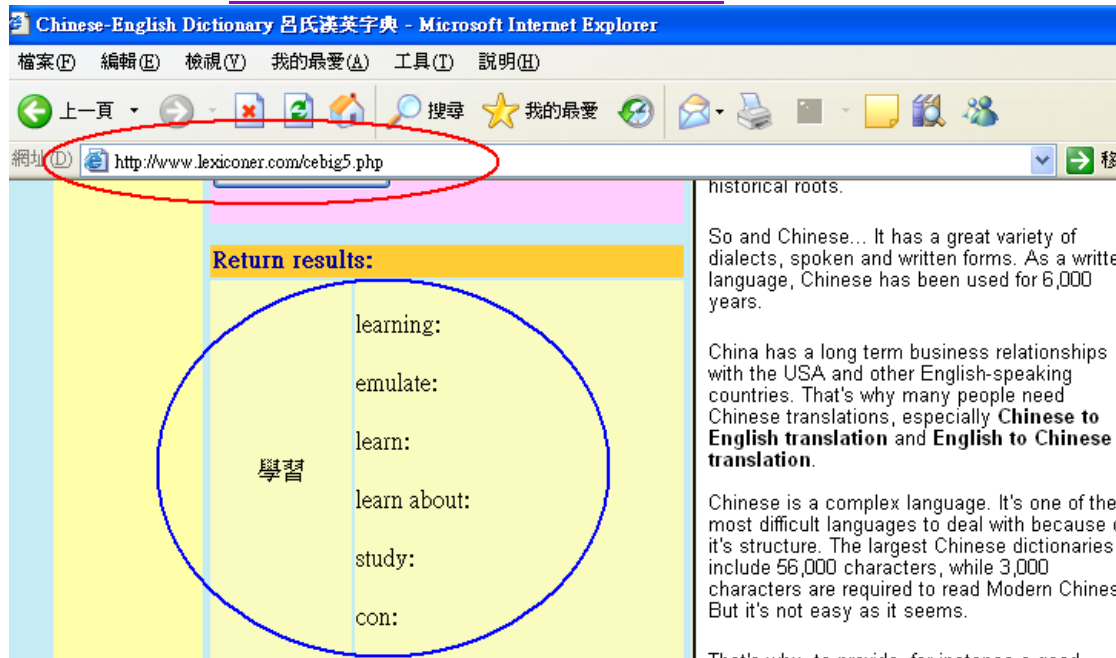 Chinese-English Dictionary 呂氏漢英字典 - Microsoft Internet Explorer
檔案(F) 編輯(E) 檢視(V) 我的最愛(A) 工具(T) 說明(H)
上一頁 搜尋 我的最愛
網址(D) http://www.lexiconer.com/cebig5.php
Return results:
學習
learning:
emulate:
learn:
learn about:
study:
con:
historical roots.
So and Chinese... It has a great variety of
dialects, spoken and written forms. As a writte
language, Chinese has been used for 6,000
years.
China has a long term business relationships
with the USA and other English-speaking
countries. That's why many people need
Chinese translations, especially Chinese to
English translation and English to Chinese
translation.
Chinese is a complex language. It's one of the
most difficult languages to deal with because
it's structure. The largest Chinese dictionaries
include 56,000 characters, while 3,000
characters are required to read Modern Chines
But it's not easy as it seems.